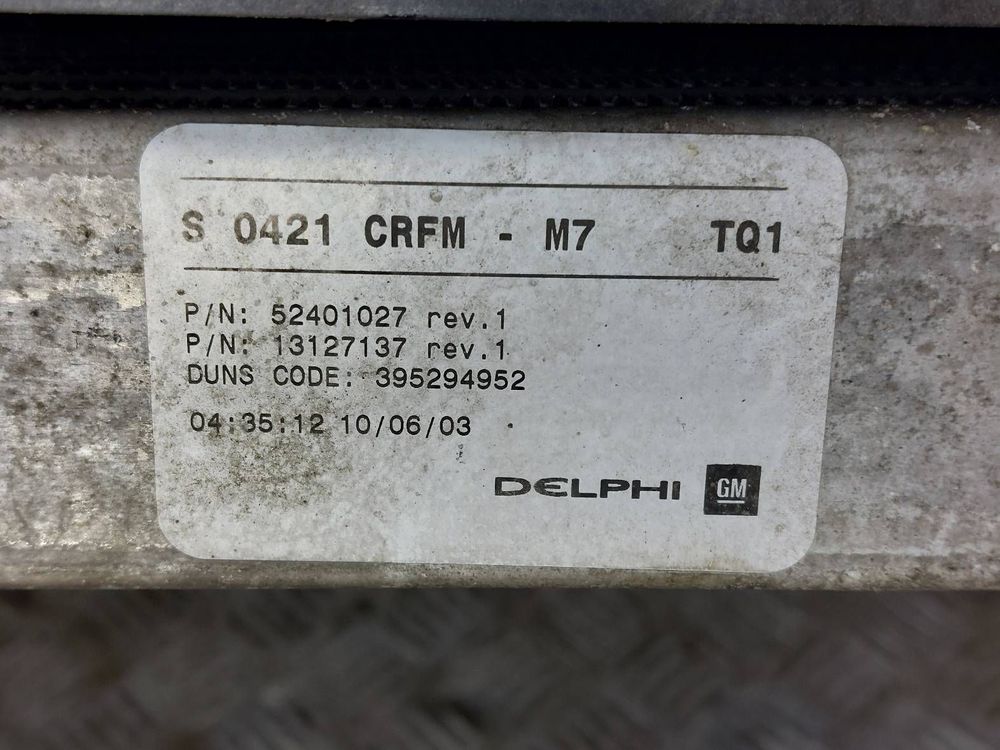 S 0421 CRFM - M7 TQ1
P/N: 52401027 rev.1
P/N: 13127137 rev.1
DUNS CODE: 395294952
04:35:12 10/06/03
DELPHI GM